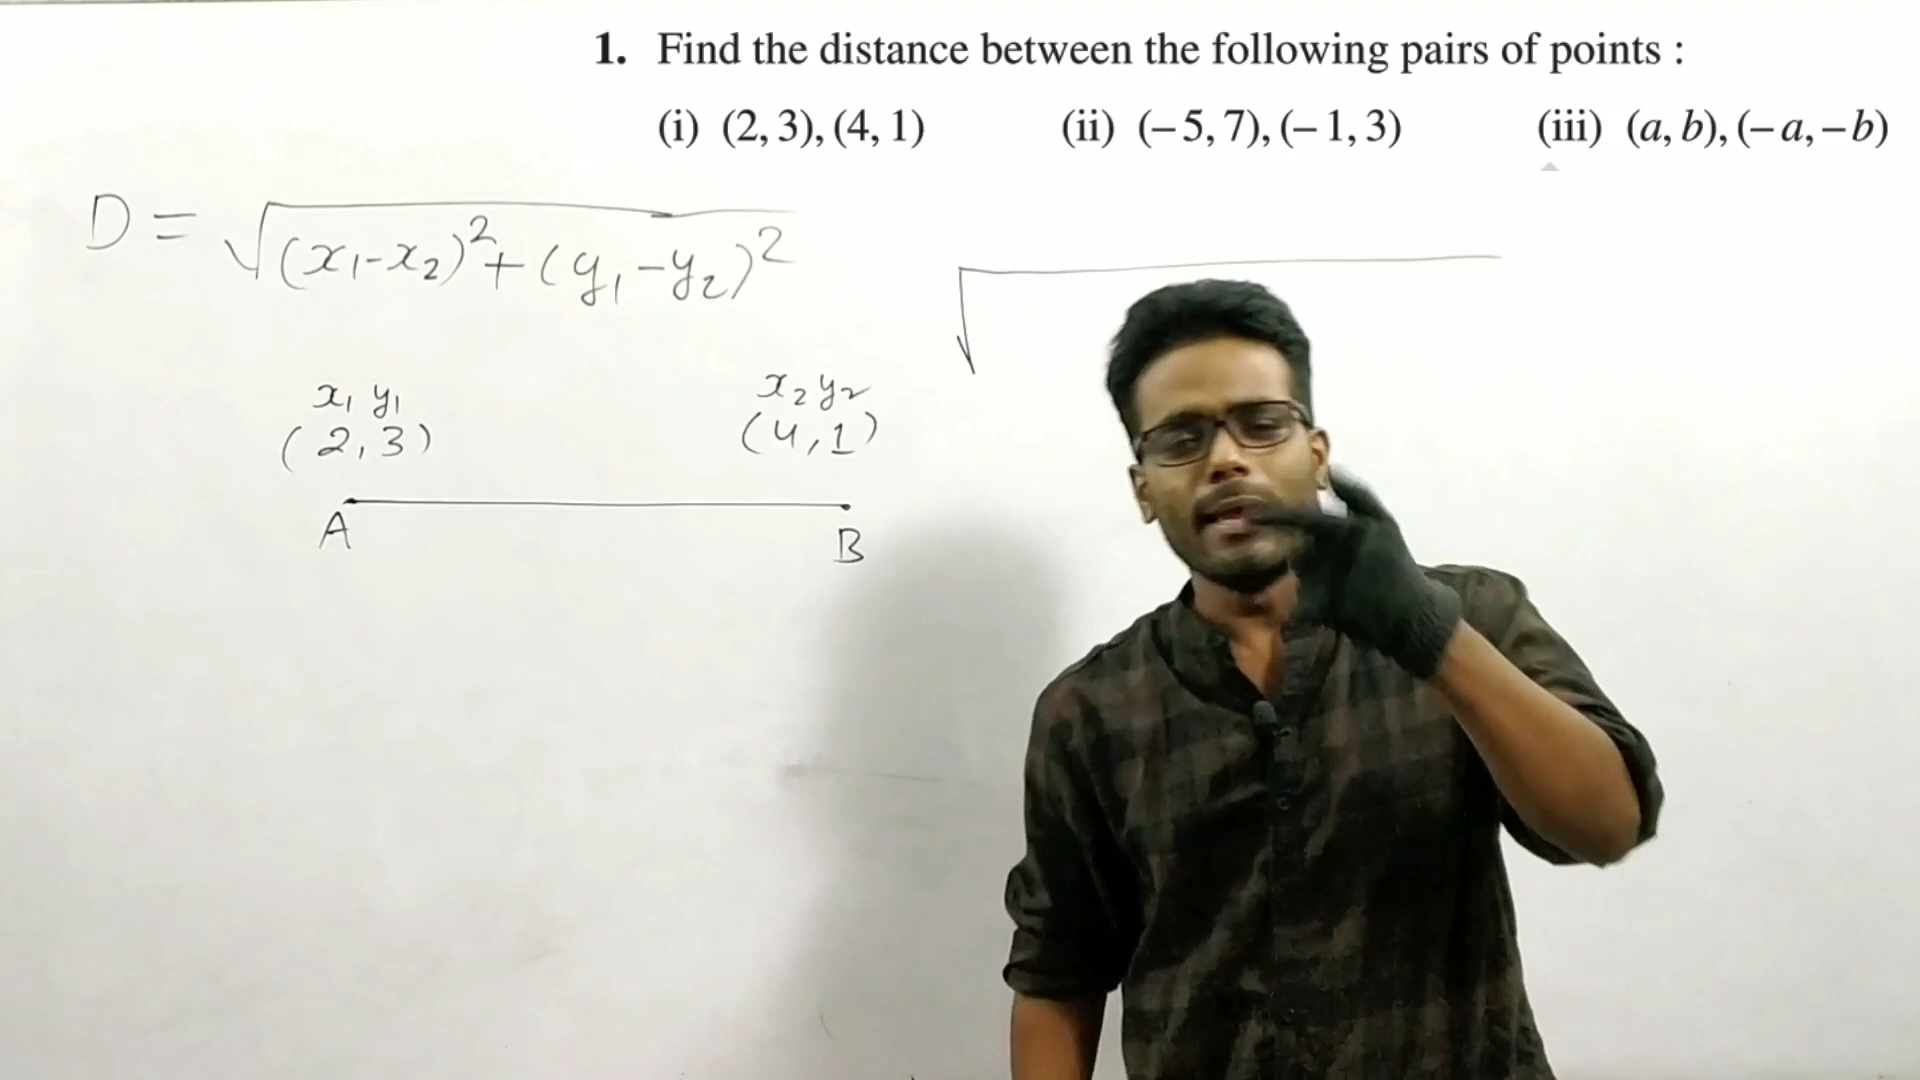 1. Find the distance between the following pairs of points :
(i) (2, 3), (4, 1) (ii) (– 5, 7), (– 1, 3) (iii) (a, b), (– a, – b)
D = √(x₁-x₂)²+(y₁-y₂)²
x₁ y₁ x₂ y₂
(2,3) (4,1)
A B